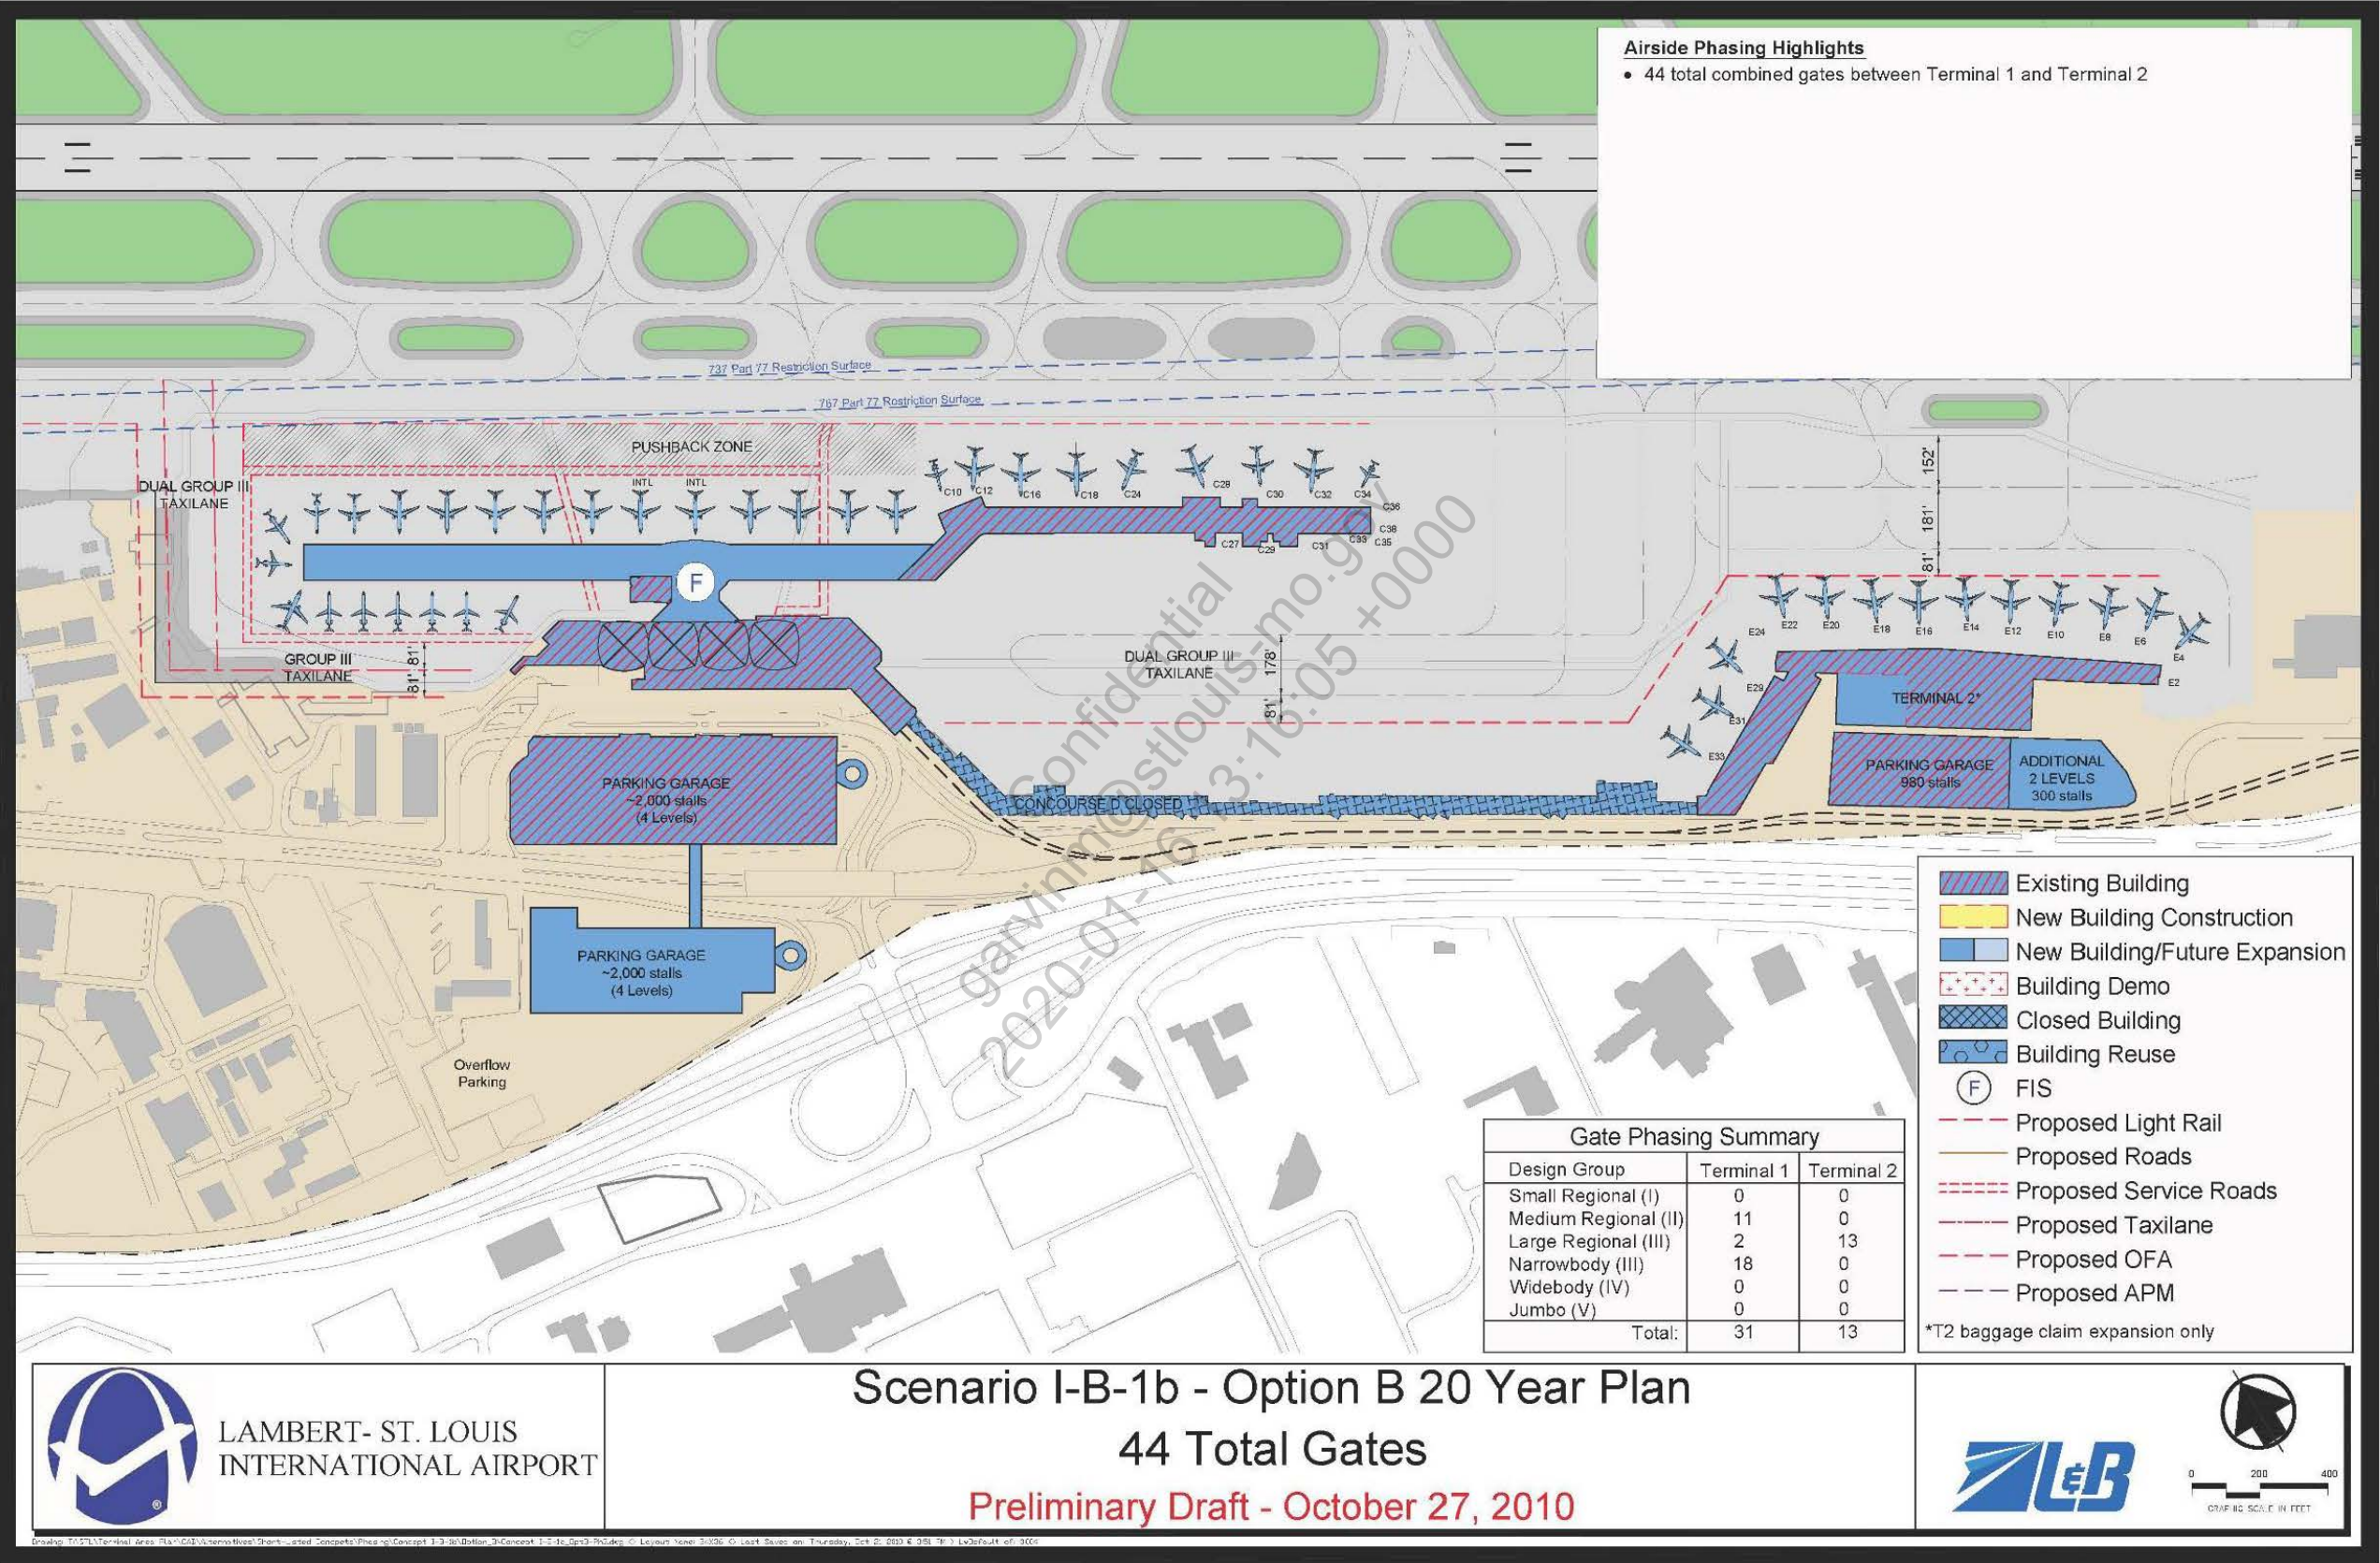 Airside Phasing Highlights
• 44 total combined gates between Terminal 1 and Terminal 2
737 Part 77 Restriction Surface
767 Part 77 Restriction Surface
PUSHBACK ZONE
DUAL GROUP III
TAXILANE
INTL INTL
C10 C12 C16 C18 C24 C28 C30 C32 C34
C36
C38
C27 C29 C31 C33 C35
152'
181'
81'
F
GROUP III
TAXILANE
81'
81'
DUAL GROUP III
TAXILANE
178'
81'
E24 E22 E20 E18 E16 E14 E12 E10 E8 E6
E4
E2
E29
E31
E33
TERMINAL 2*
PARKING GARAGE
980 stalls
ADDITIONAL
2 LEVELS
300 stalls
PARKING GARAGE
~2,000 stalls
(4 Levels)
CONCOURSE D CLOSED
PARKING GARAGE
~2,000 stalls
(4 Levels)
Overflow
Parking
Confidential
garvinm@stlouis-mo.gov
2020-01-16 13:16:05 +0000
Existing Building
New Building Construction
New Building/Future Expansion
Building Demo
Closed Building
Building Reuse
F FIS
Proposed Light Rail
Proposed Roads
Proposed Service Roads
Proposed Taxilane
Proposed OFA
Proposed APM
*T2 baggage claim expansion only
Gate Phasing Summary
Design Group Terminal 1 Terminal 2
Small Regional (I) 0 0
Medium Regional (II) 11 0
Large Regional (III) 2 13
Narrowbody (III) 18 0
Widebody (IV) 0 0
Jumbo (V) 0 0
Total: 31 13
LAMBERT- ST. LOUIS
INTERNATIONAL AIRPORT
®
Scenario I-B-1b - Option B 20 Year Plan
44 Total Gates
Preliminary Draft - October 27, 2010
L&B
0 200 400
GRAPHIC SCALE IN FEET